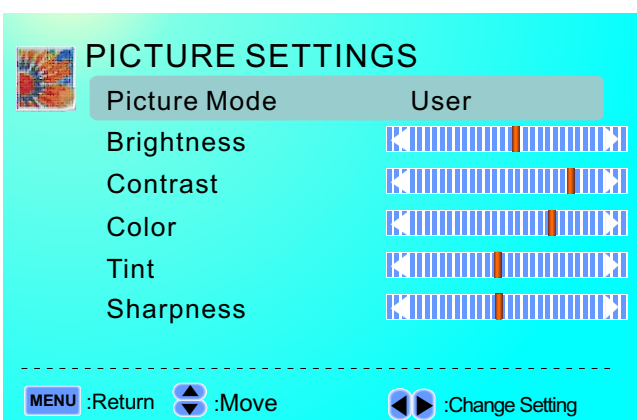 PICTURE SETTINGS
Picture Mode User
Brightness
Contrast
Color
Tint
Sharpness
MENU :Return :Move :Change Setting